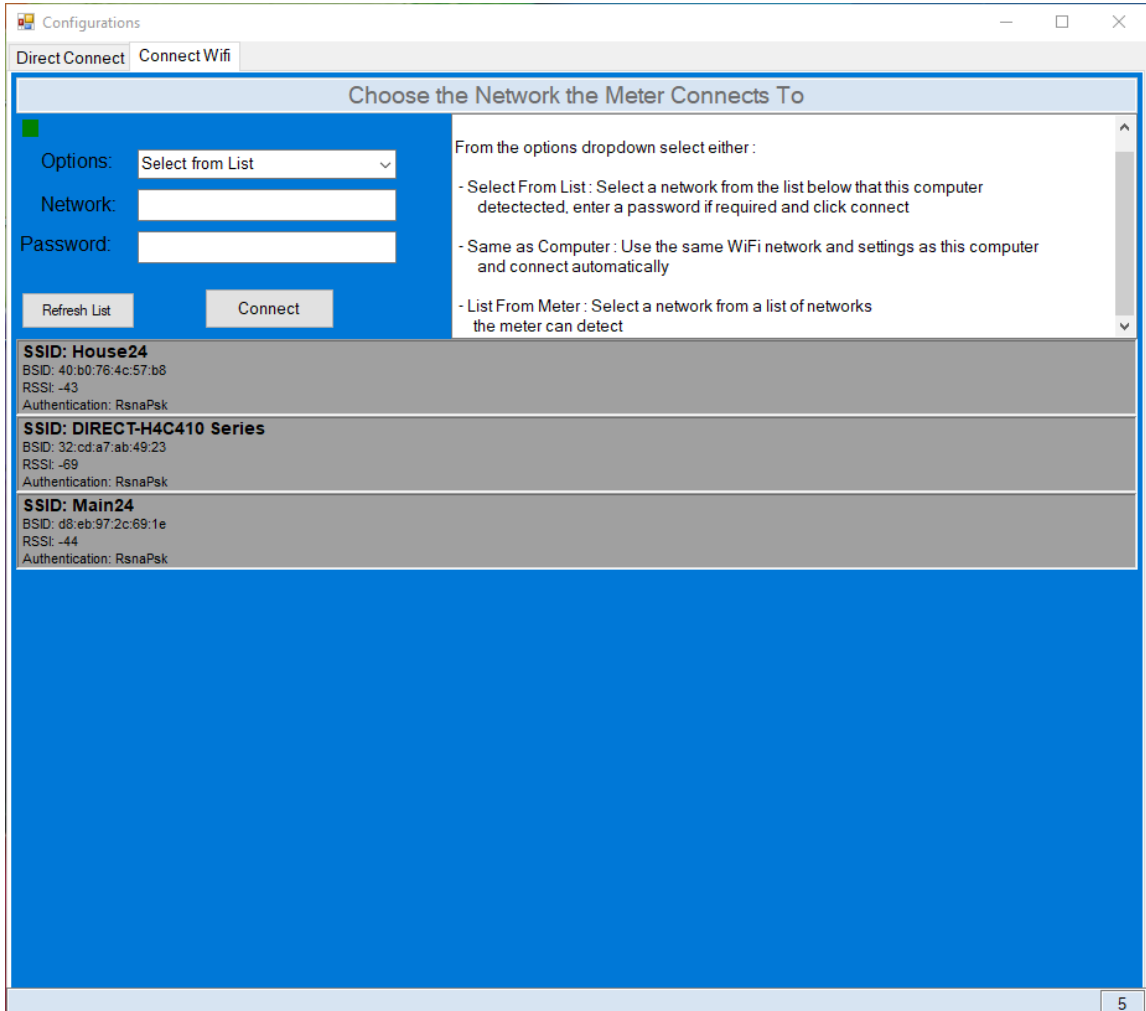 Configurations
Direct Connect
Connect Wifi
Choose the Network the Meter Connects To
Options:
Select from List
Network:
Password:
Refresh List
Connect
From the options dropdown select either :
- Select From List : Select a network from the list below that this computer
detectected, enter a password if required and click connect
- Same as Computer : Use the same WiFi network and settings as this computer
and connect automatically
- List From Meter : Select a network from a list of networks
the meter can detect
SSID: House24
BSID: 40:b0:76:4c:57:b8
RSSI: -43
Authentication: RsnaPsk
SSID: DIRECT-H4C410 Series
BSID: 32:cd:a7:ab:49:23
RSSI: -69
Authentication: RsnaPsk
SSID: Main24
BSID: d8:eb:97:2c:69:1e
RSSI: -44
Authentication: RsnaPsk
5